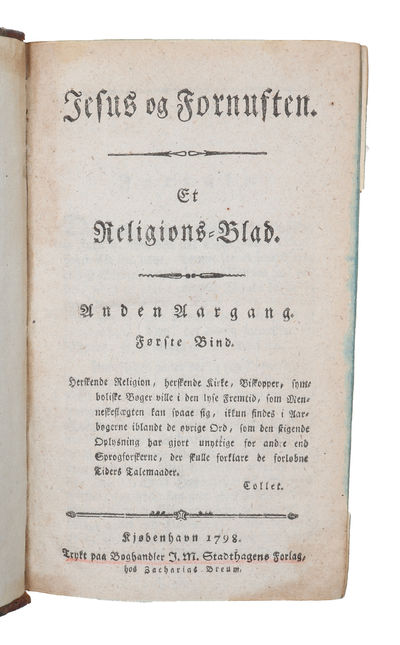 Jesus og Fornuften.
Et
Religions-Blad.
Anden Aargang.
Første Bind.
Herskende Religion, herskende Kirke, Biskopper, sym-
boliske Bøger ville i den lyse Fremtid, som Men-
neskeslægten kan spaae sig, ikkun findes i Aar-
bøgerne iblandt de øvrige Ord, som den stigende
Oplysning har gjort unyttige for andre end
Sprogforskerne, der skulle forklare de forløbne
Tiders Talemaader.
Collet.
Kjøbenhavn 1798.
Trykt paa Boghandler J. M. Stadthagens Forlag,
hos Zacharias Breum.